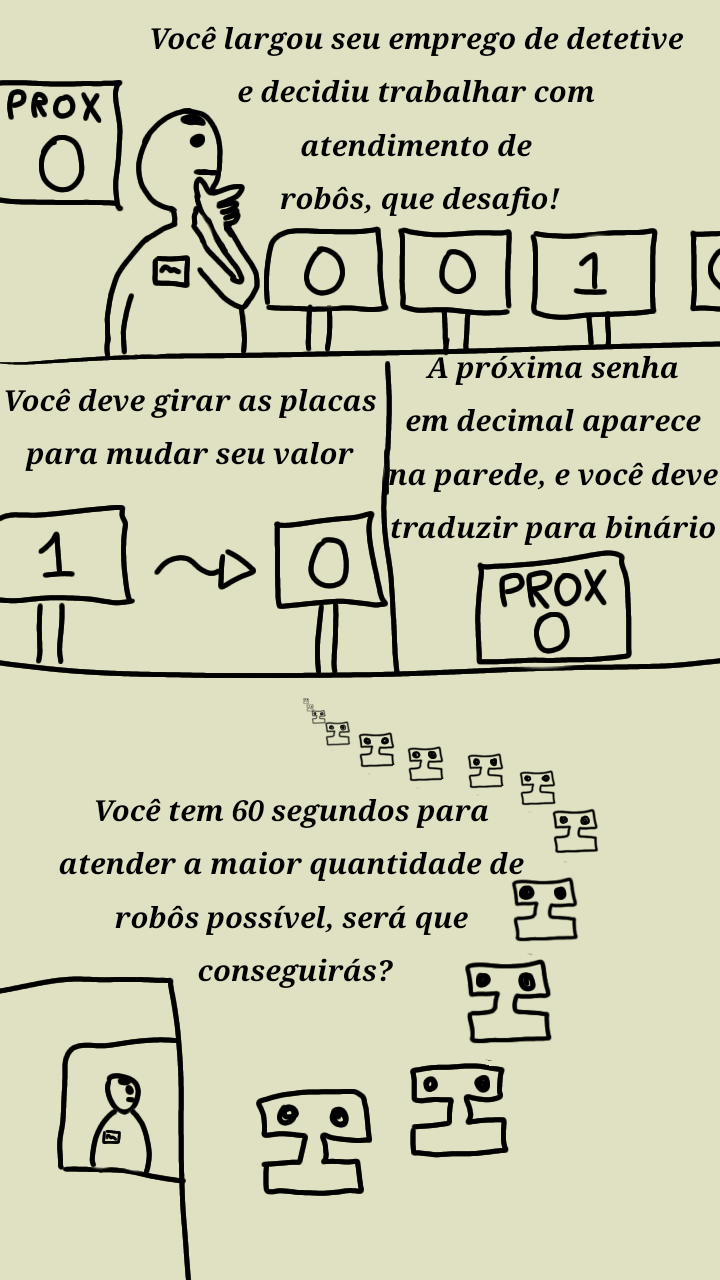 Você largou seu emprego de detetive
e decidiu trabalhar com
atendimento de
robôs, que desafio!
PROX
0
0 0 1
Você deve girar as placas
para mudar seu valor
1 0
A próxima senha
em decimal aparece
na parede, e você deve
traduzir para binário
PROX
0
Você tem 60 segundos para
atender a maior quantidade de
robôs possível, será que
conseguirás?